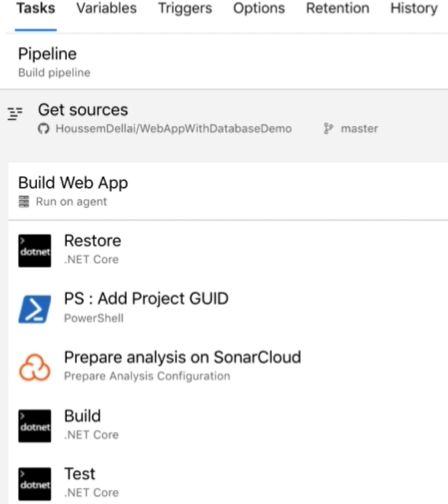 Tasks Variables Triggers Options Retention History
Pipeline
Build pipeline
Get sources
HoussemDellai/WebAppWithDatabaseDemo master
Build Web App
Run on agent
dotnet Restore
.NET Core
PS : Add Project GUID
PowerShell
Prepare analysis on SonarCloud
Prepare Analysis Configuration
dotnet Build
.NET Core
dotnet Test
.NET Core